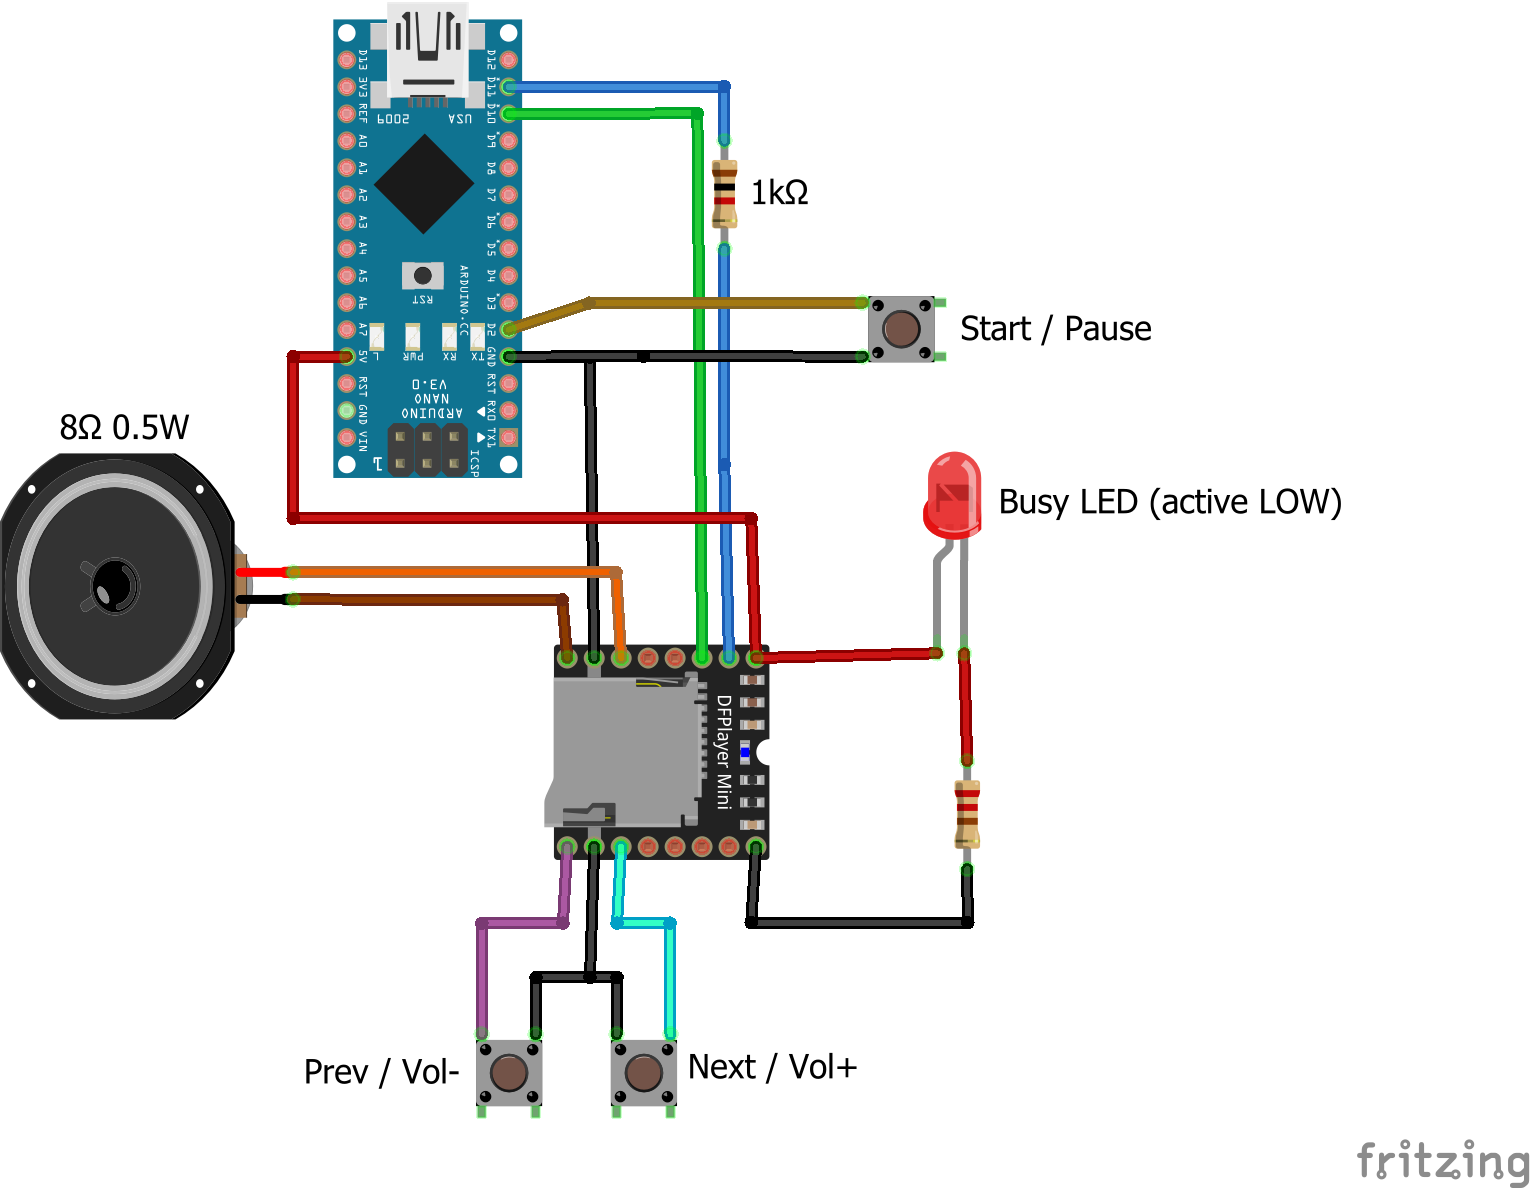 D13
3V3
REF
A0
A1
A2
A3
A4
A5
A6
A7
5V
RST
GND
VIN
D12
D11
D10
D9
D8
D7
D6
D5
D4
D3
D2
GND
RST
RX0
TX1
2009
USA
RST
ARDUINO.CC
L
PWR
RX
TX
ARDUINO
NANO
V3.0
1
ICSP
1kΩ
Start / Pause
8Ω 0.5W
Busy LED (active LOW)
DFPlayer Mini
Prev / Vol-
Next / Vol+
fritzing